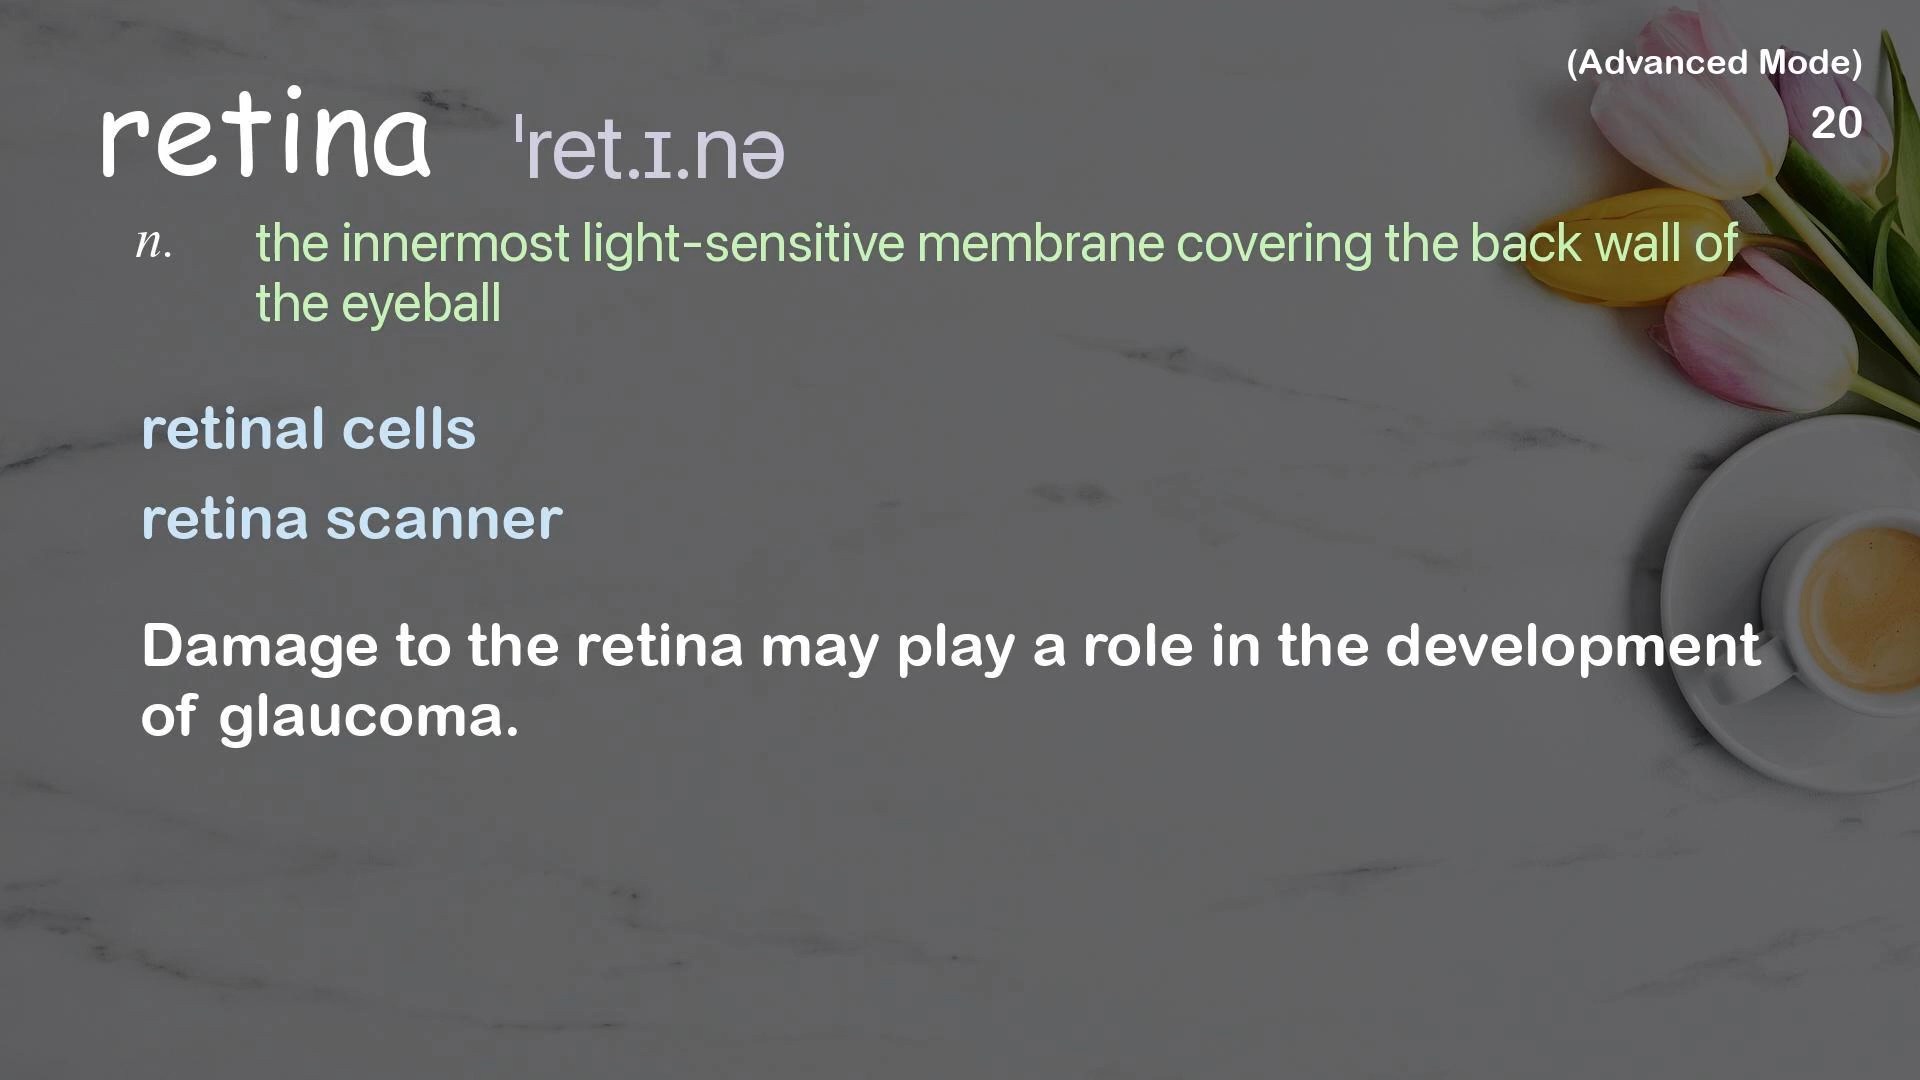 (Advanced Mode)
retina ˈret.ɪ.nə
20
n. the innermost light-sensitive membrane covering the back wall of
the eyeball
retinal cells
retina scanner
Damage to the retina may play a role in the development
of glaucoma.